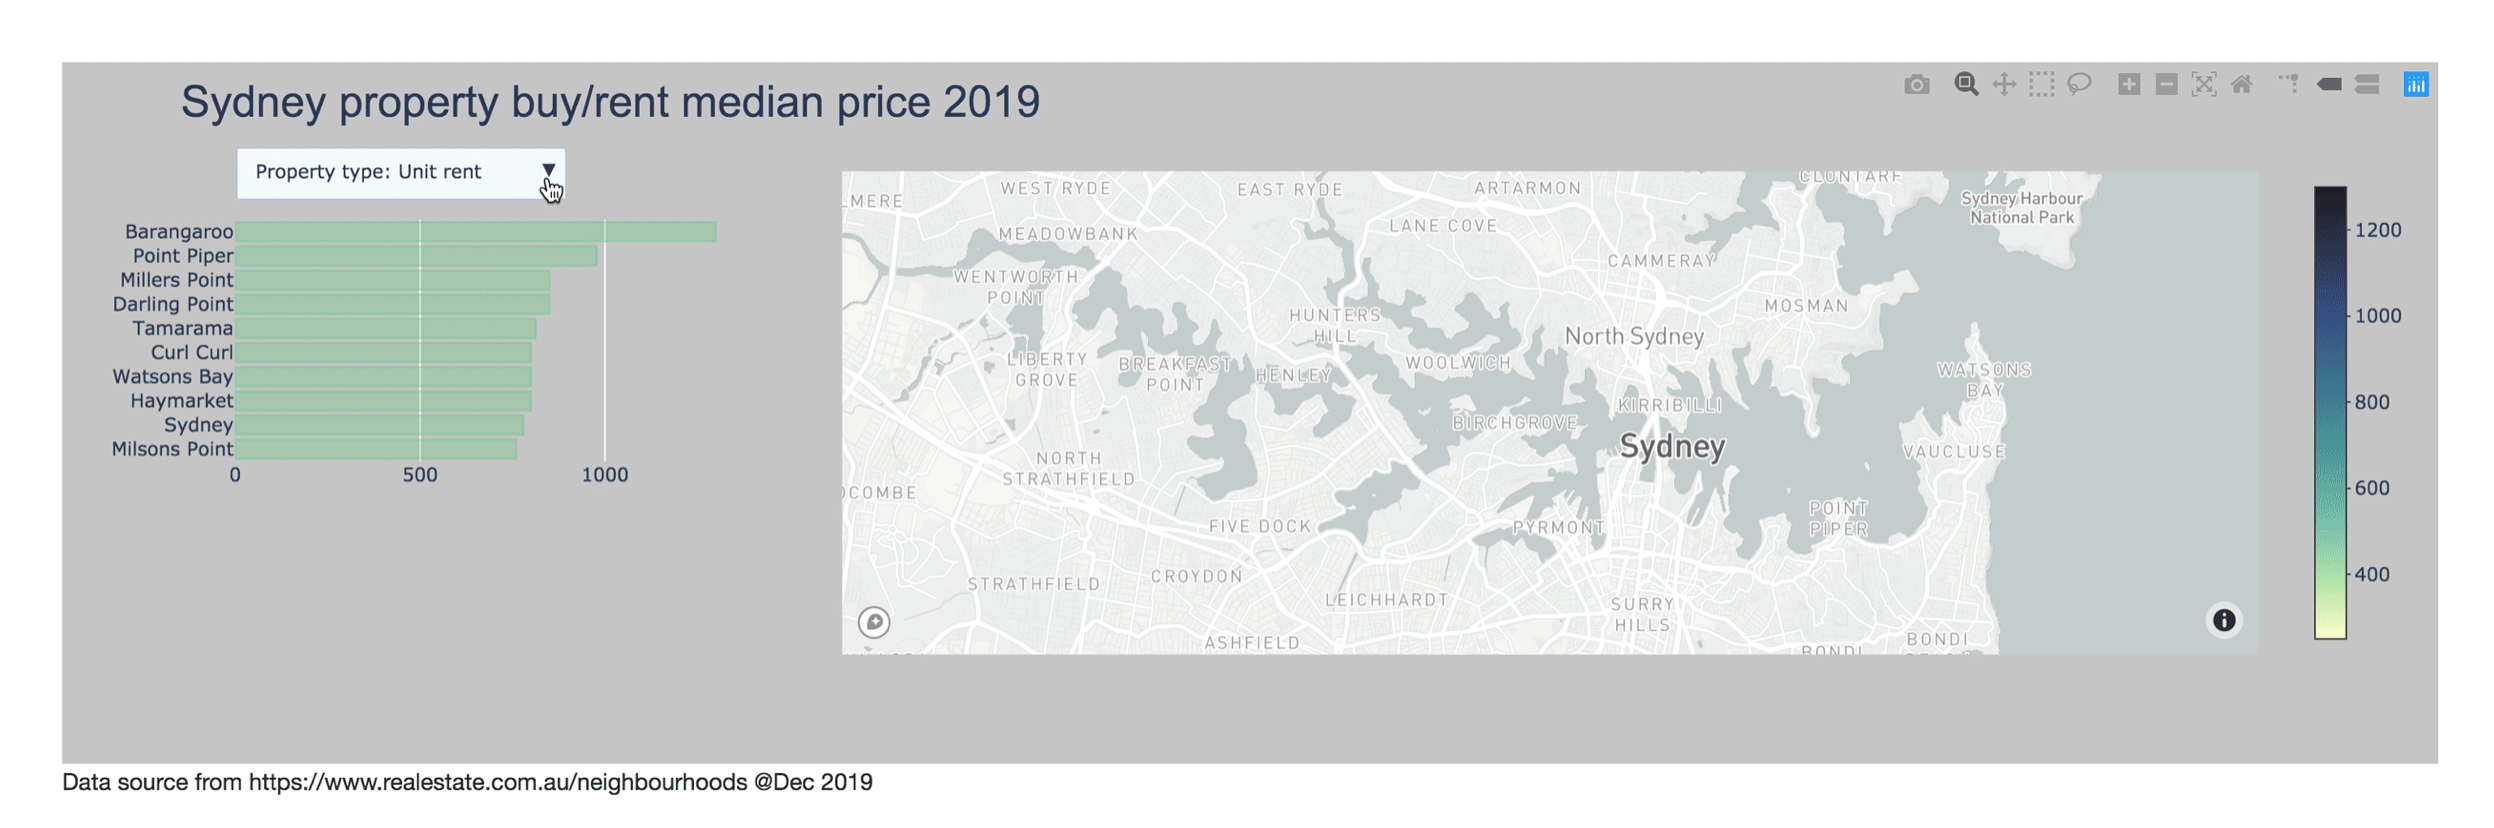 Sydney property buy/rent median price 2019
Property type: Unit rent ▼
Barangaroo
Point Piper
Millers Point
Darling Point
Tamarama
Curl Curl
Watsons Bay
Haymarket
Sydney
Milsons Point
0 500 1000
WEST RYDE
EAST RYDE
ARTARMON
CLONTARF
Sydney Harbour
National Park
MEADOWBANK
LANE COVE
CAMMERAY
WENTWORTH
POINT
MOSMAN
HUNTERS
HILL
North Sydney
LIBERTY
GROVE
BREAKFAST
POINT
HENLEY
WOOLWICH
WATSONS
BAY
KIRRIBILLI
BIRCHGROVE
Sydney
VAUCLUSE
NORTH
STRATHFIELD
POINT
PIPER
FIVE DOCK
PYRMONT
STRATHFIELD
CROYDON
LEICHHARDT
SURRY
HILLS
ASHFIELD
BONDI
BONDI
1200
1000
800
600
400
Data source from https://www.realestate.com.au/neighbourhoods @Dec 2019